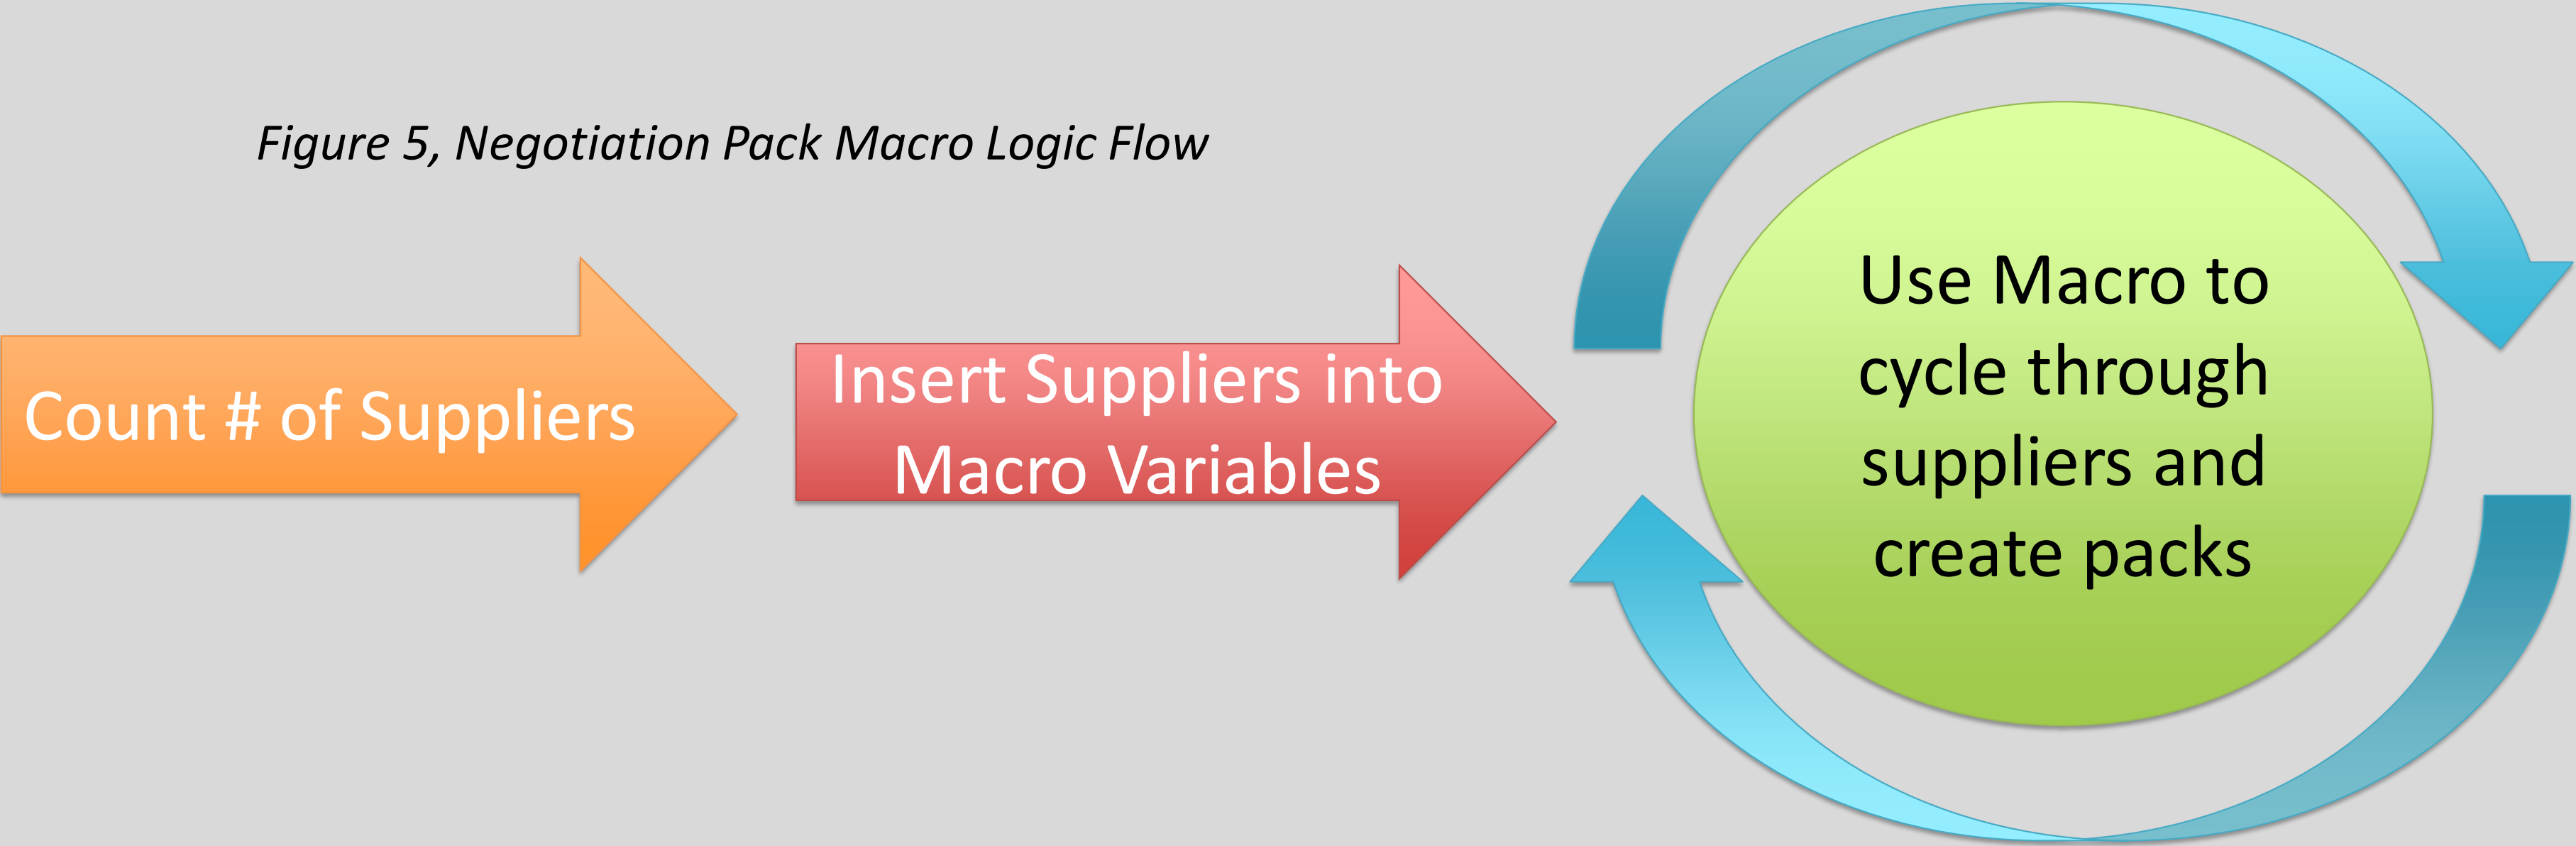 Figure 5, Negotiation Pack Macro Logic Flow
Count # of Suppliers
Insert Suppliers into
Macro Variables
Use Macro to
cycle through
suppliers and
create packs